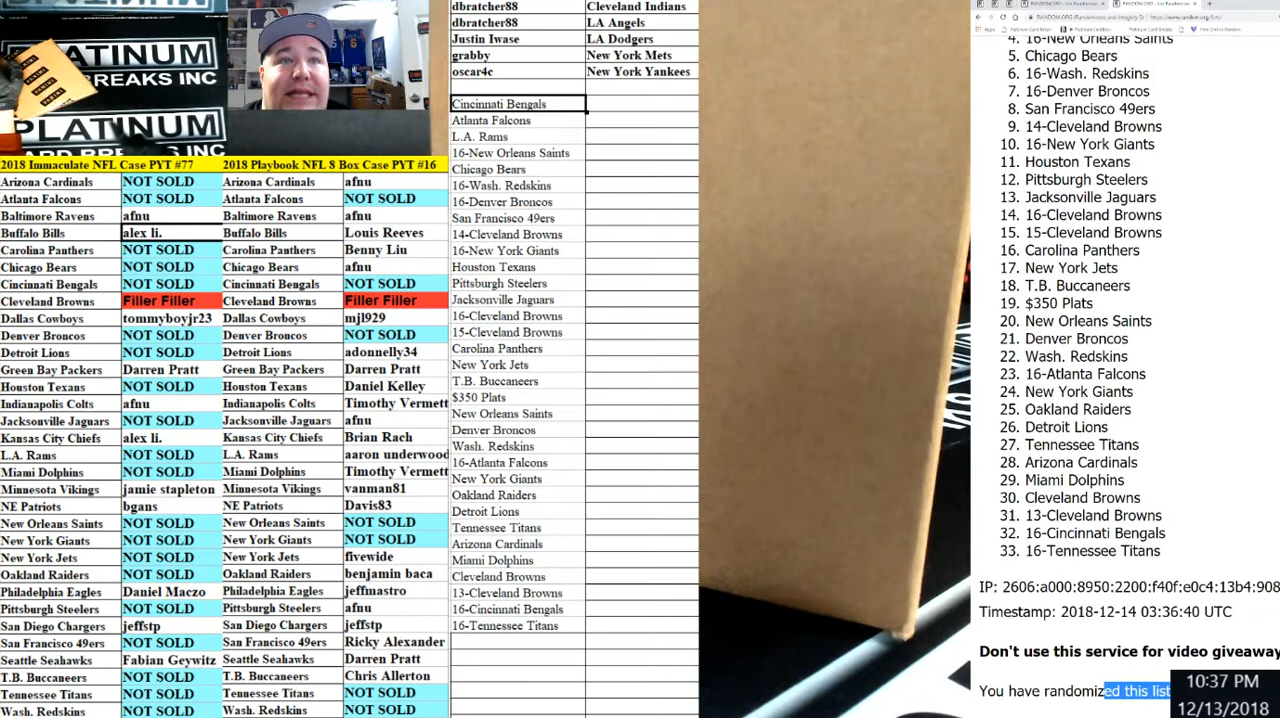 PLATINUM
BREAKS INC
PLATINUM
BREAKS INC
PANINI
2018 Immaculate NFL Case PYT #77 2018 Playbook NFL 8 Box Case PYT #16
Arizona Cardinals NOT SOLD Arizona Cardinals afnu
Atlanta Falcons NOT SOLD Atlanta Falcons NOT SOLD
Baltimore Ravens afnu Baltimore Ravens afnu
Buffalo Bills alex li. Buffalo Bills Louis Reeves
Carolina Panthers NOT SOLD Carolina Panthers Benny Liu
Chicago Bears NOT SOLD Chicago Bears afnu
Cincinnati Bengals NOT SOLD Cincinnati Bengals NOT SOLD
Cleveland Browns Filler Filler Cleveland Browns Filler Filler
Dallas Cowboys tommyboyjr23 Dallas Cowboys mjl929
Denver Broncos NOT SOLD Denver Broncos NOT SOLD
Detroit Lions NOT SOLD Detroit Lions adonnelly34
Green Bay Packers Darren Pratt Green Bay Packers Darren Pratt
Houston Texans NOT SOLD Houston Texans Daniel Kelley
Indianapolis Colts afnu Indianapolis Colts Timothy Vermett
Jacksonville Jaguars NOT SOLD Jacksonville Jaguars afnu
Kansas City Chiefs alex li. Kansas City Chiefs Brian Rach
L.A. Rams NOT SOLD L.A. Rams aaron underwood
Miami Dolphins NOT SOLD Miami Dolphins Timothy Vermett
Minnesota Vikings jamie stapleton Minnesota Vikings vanman81
NE Patriots bgans NE Patriots Davis83
New Orleans Saints NOT SOLD New Orleans Saints NOT SOLD
New York Giants NOT SOLD New York Giants NOT SOLD
New York Jets NOT SOLD New York Jets fivewide
Oakland Raiders NOT SOLD Oakland Raiders benjamin baca
Philadelphia Eagles Daniel Maczo Philadelphia Eagles jeffmastro
Pittsburgh Steelers NOT SOLD Pittsburgh Steelers afnu
San Diego Chargers jeffstp San Diego Chargers jeffstp
San Francisco 49ers NOT SOLD San Francisco 49ers Ricky Alexander
Seattle Seahawks Fabian Geywitz Seattle Seahawks Darren Pratt
T.B. Buccaneers NOT SOLD T.B. Buccaneers Chris Allerton
Tennessee Titans NOT SOLD Tennessee Titans NOT SOLD
Wash. Redskins NOT SOLD Wash. Redskins NOT SOLD
dbratcher88 Cleveland Indians
dbratcher88 LA Angels
Justin Irase LA Dodgers
grabby New York Mets
oscar4c New York Yankees
Cincinnati Bengals
Atlanta Falcons
L.A. Rams
16-New Orleans Saints
Chicago Bears
16-Wash. Redskins
16-Denver Broncos
San Francisco 49ers
14-Cleveland Browns
16-New York Giants
Houston Texans
Pittsburgh Steelers
Jacksonville Jaguars
16-Cleveland Browns
15-Cleveland Browns
Carolina Panthers
New York Jets
T.B. Buccaneers
$350 Plats
New Orleans Saints
Denver Broncos
Wash. Redskins
16-Atlanta Falcons
New York Giants
Oakland Raiders
Detroit Lions
Tennessee Titans
Arizona Cardinals
Miami Dolphins
Cleveland Browns
13-Cleveland Browns
16-Cincinnati Bengals
16-Tennessee Titans
4. 16-New Orleans Saints
5. Chicago Bears
6. 16-Wash. Redskins
7. 16-Denver Broncos
8. San Francisco 49ers
9. 14-Cleveland Browns
10. 16-New York Giants
11. Houston Texans
12. Pittsburgh Steelers
13. Jacksonville Jaguars
14. 16-Cleveland Browns
15. 15-Cleveland Browns
16. Carolina Panthers
17. New York Jets
18. T.B. Buccaneers
19. $350 Plats
20. New Orleans Saints
21. Denver Broncos
22. Wash. Redskins
23. 16-Atlanta Falcons
24. New York Giants
25. Oakland Raiders
26. Detroit Lions
27. Tennessee Titans
28. Arizona Cardinals
29. Miami Dolphins
30. Cleveland Browns
31. 13-Cleveland Browns
32. 16-Cincinnati Bengals
33. 16-Tennessee Titans
IP: 2606:a000:8950:2200:f40f:e0c4:13b4:908
Timestamp: 2018-12-14 03:36:40 UTC
Don't use this service for video giveaway
You have randomized this list
10:37 PM
12/13/2018